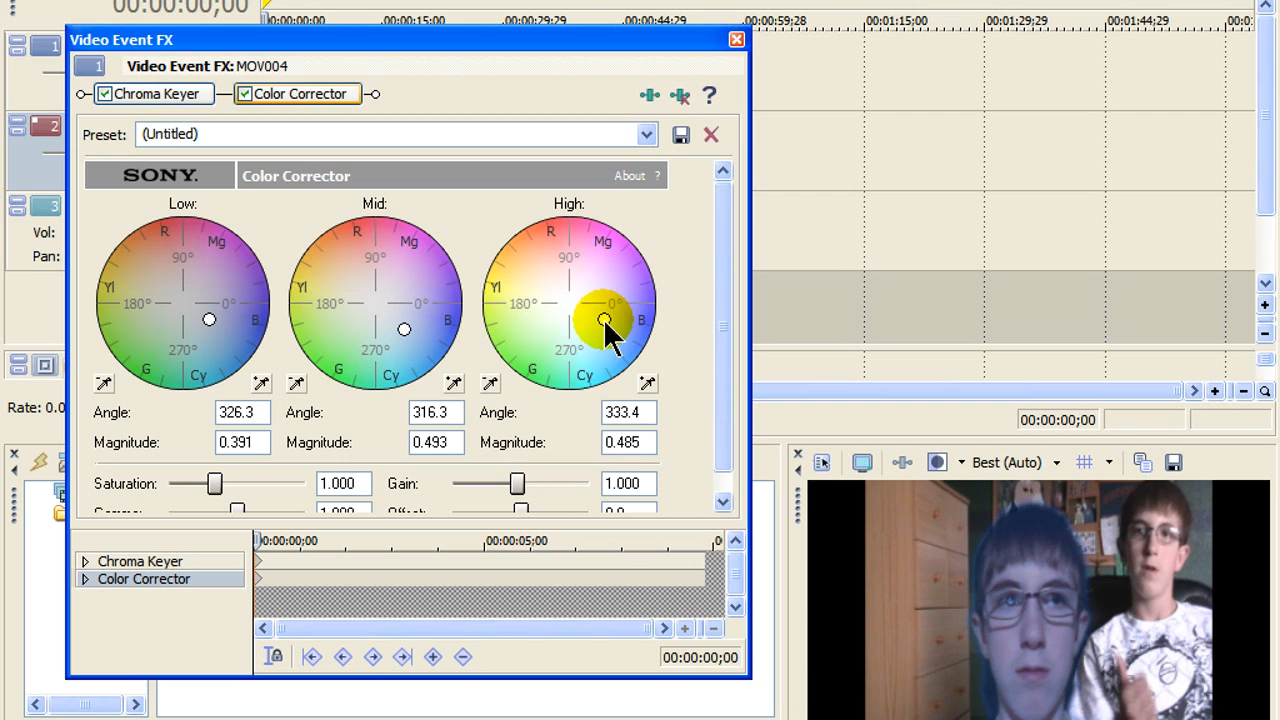 00:00:00;00
0:00:00;00 00:00:15;00 00:00:29;29 00:00:44;29 00:00:59;28 00:01:15;00 00:01:29;29 00:01:44;29 00:0
Video Event FX
1
1 Video Event FX: MOV004
Chroma Keyer Color Corrector ?
2
Preset: (Untitled)
SONY. Color Corrector About ?
3
Low: Mid: High:
Vol:
Pan:
R Mg R Mg R Mg
90° 90° 90°
Yl Yl Yl
180° 0° 180° 0° 180° 0°
B B B
270° 270° 270°
G Cy G Cy G Cy
Angle: 326.3 Angle: 316.3 Angle: 333.4
Rate: 0.0
00:00:00;00
Magnitude: 0.391 Magnitude: 0.493 Magnitude: 0.485
Best (Auto)
Saturation: 1.000 Gain: 1.000
0:00:00;00 00:00:05;00
Chroma Keyer
Color Corrector
00:00:00;00